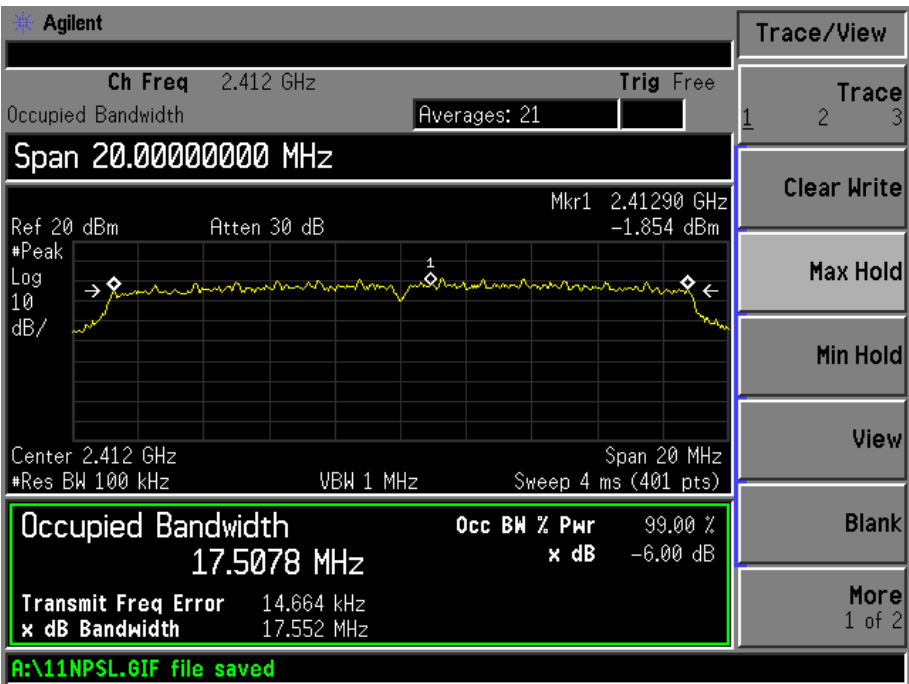 Agilent
Trace/View
Ch Freq 2.412 GHz Trig Free
Occupied Bandwidth Averages: 21
Trace
1 2 3
Span 20.00000000 MHz
Clear Write
Mkr1 2.41290 GHz
Ref 20 dBm Atten 30 dB -1.854 dBm
#Peak
Log
10
dB/
1
Max Hold
Min Hold
View
Center 2.412 GHz Span 20 MHz
#Res BW 100 kHz VBW 1 MHz Sweep 4 ms (401 pts)
Occupied Bandwidth
17.5078 MHz
Occ BW % Pwr 99.00 %
x dB -6.00 dB
Blank
Transmit Freq Error 14.664 kHz
x dB Bandwidth 17.552 MHz
More
1 of 2
A:\11NPSL.GIF file saved